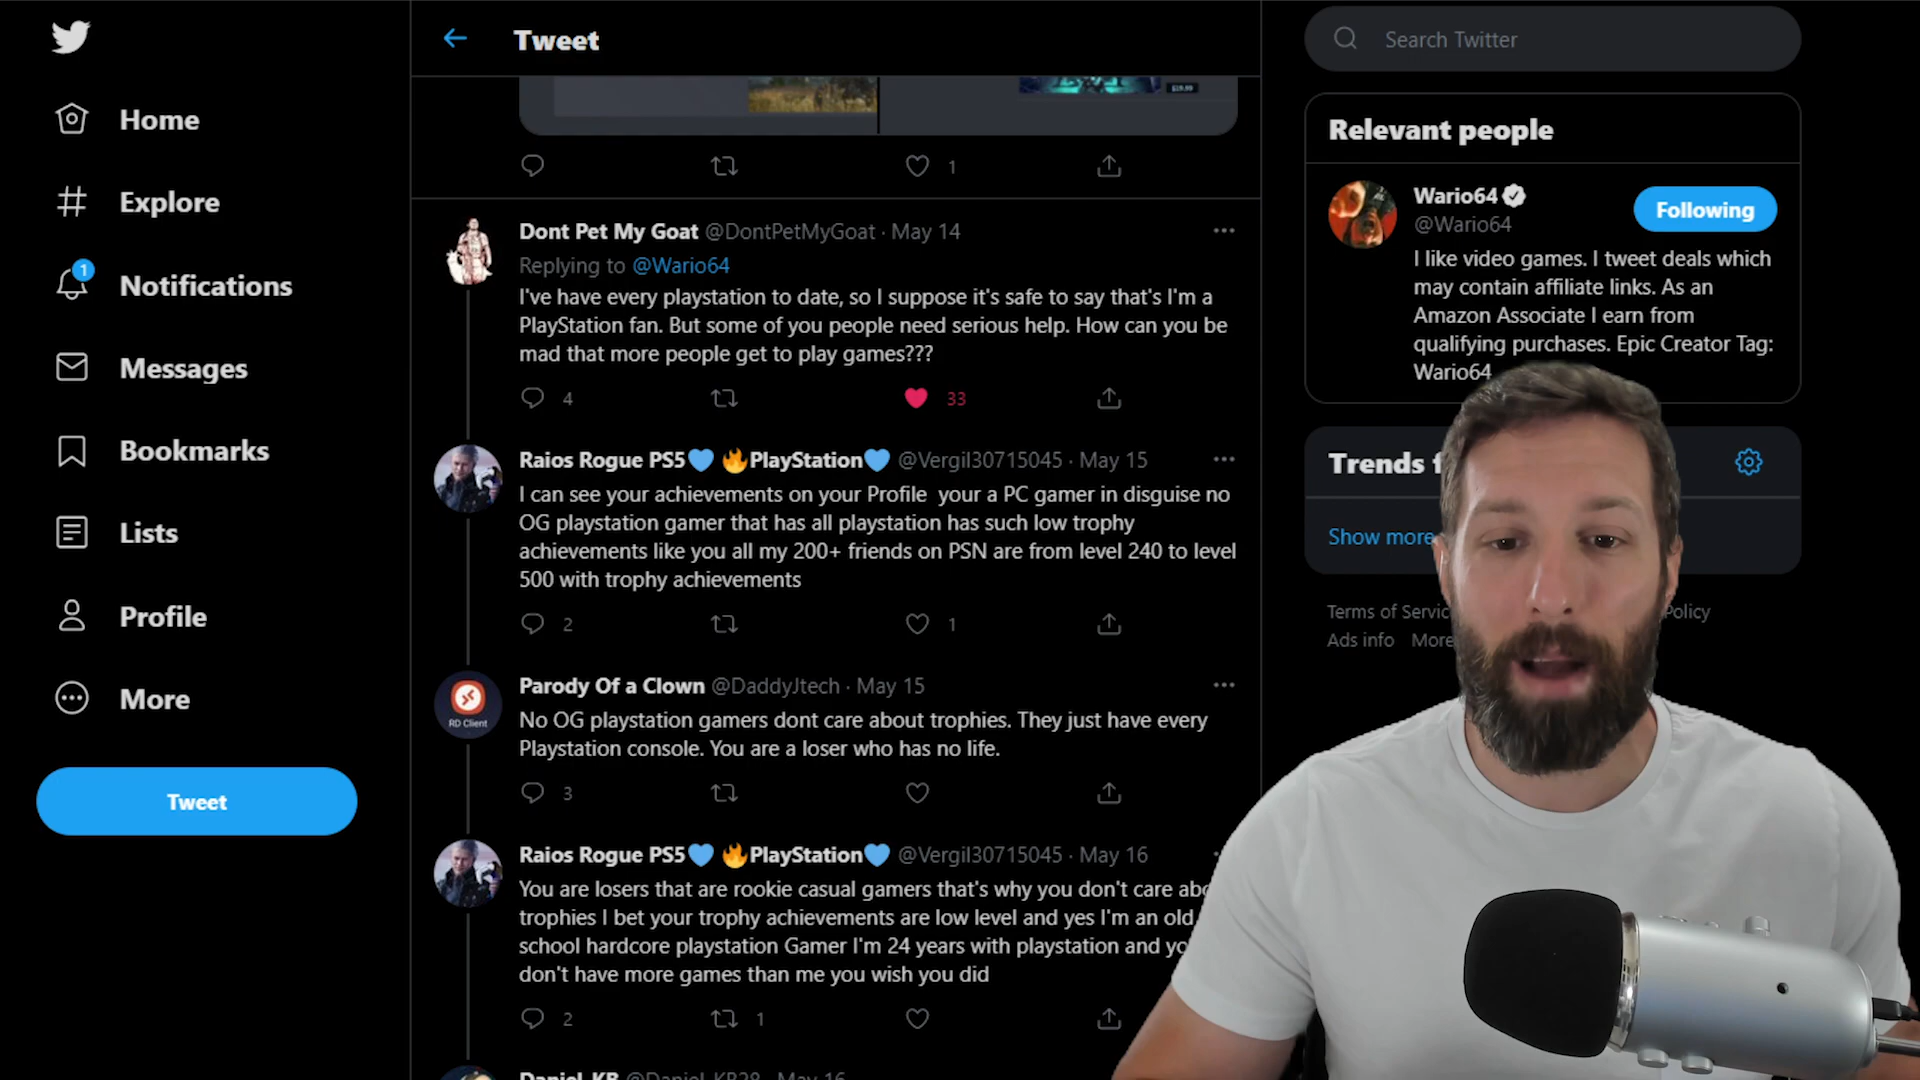 Home
Explore
1
Notifications
Messages
Bookmarks
Lists
Profile
More
Tweet
Tweet
$19.99
1
Dont Pet My Goat @DontPetMyGoat · May 14
Replying to @Wario64
I've have every playstation to date, so I suppose it's safe to say that's I'm a
PlayStation fan. But some of you people need serious help. How can you be
mad that more people get to play games???
4 33
Raios Rogue PS5💙 🔥PlayStation💙 @Vergil30715045 · May 15
I can see your achievements on your Profile your a PC gamer in disguise no
OG playstation gamer that has all playstation has such low trophy
achievements like you all my 200+ friends on PSN are from level 240 to level
500 with trophy achievements
2 1
RD Client
Parody Of a Clown @DaddyJtech · May 15
No OG playstation gamers dont care about trophies. They just have every
Playstation console. You are a loser who has no life.
3
Raios Rogue PS5💙 🔥PlayStation💙 @Vergil30715045 · May 16
You are losers that are rookie casual gamers that's why you don't care
trophies I bet your trophy achievements are low level and yes I'm an old
school hardcore playstation Gamer I'm 24 years with playstation and
don't have more games than me you wish you did
2 1
Daniel_KB @Daniel_KB28 · May 16
Search Twitter
Relevant people
Wario64
@Wario64
Following
I like video games. I tweet deals which
may contain affiliate links. As an
Amazon Associate I earn from
qualifying purchases. Epic Creator Tag:
Wario64
Trends
Show more
Terms of Policy
Ads info More